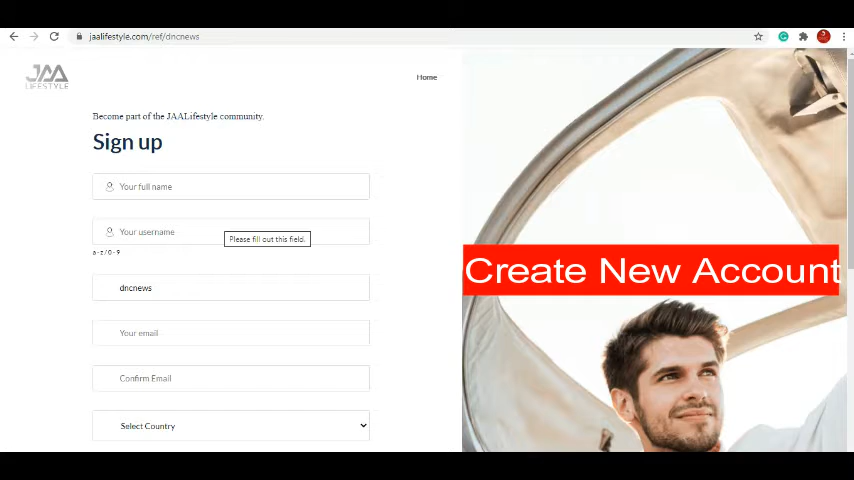 jaalifestyle.com/ref/dncnews
JAA
LIFESTYLE
Home
Become part of the JAALifestyle community.
Sign up
Your full name
Your username
Please fill out this field.
a-z/0-9
dncnews
Your email
Confirm Email
Select Country
Create New Account